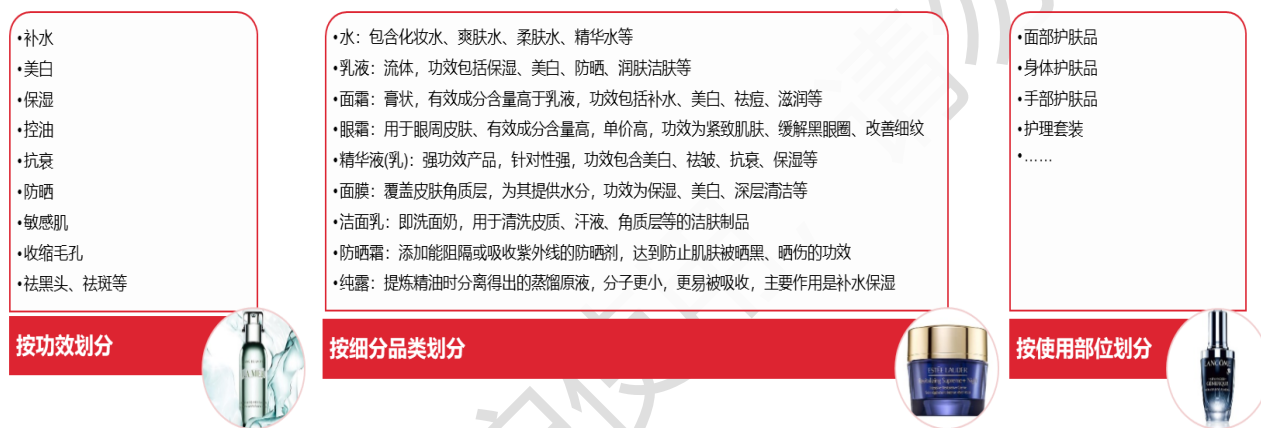 •补水
•美白
•保湿
•控油
•抗衰
•防晒
•敏感肌
•收缩毛孔
•祛黑头、祛斑等
按功效划分
•水：包含化妆水、爽肤水、柔肤水、精华水等
•乳液：流体，功效包括保湿、美白、防晒、润肤洁肤等
•面霜：膏状，有效成分含量高于乳液，功效包括补水、美白、祛痘、滋润等
•眼霜：用于眼周皮肤、有效成分含量高，单价高，功效为紧致肌肤、缓解黑眼圈、改善细纹
•精华液(乳)：强功效产品，针对性强，功效包含美白、祛皱、抗衰、保湿等
•面膜：覆盖皮肤角质层，为其提供水分，功效为保湿、美白、深层清洁等
•洁面乳：即洗面奶，用于清洗皮质、汗液、角质层等的洁肤制品
•防晒霜：添加能阻隔或吸收紫外线的防晒剂，达到防止肌肤被晒黑、晒伤的功效
•纯露：提炼精油时分离得出的蒸馏原液，分子更小，更易被吸收，主要作用是补水保湿
按细分品类划分
•面部护肤品
•身体护肤品
•手部护肤品
•护理套装
•……
按使用部位划分
LA MER
ESTĒE LAUDER
LANCÔME
请勿